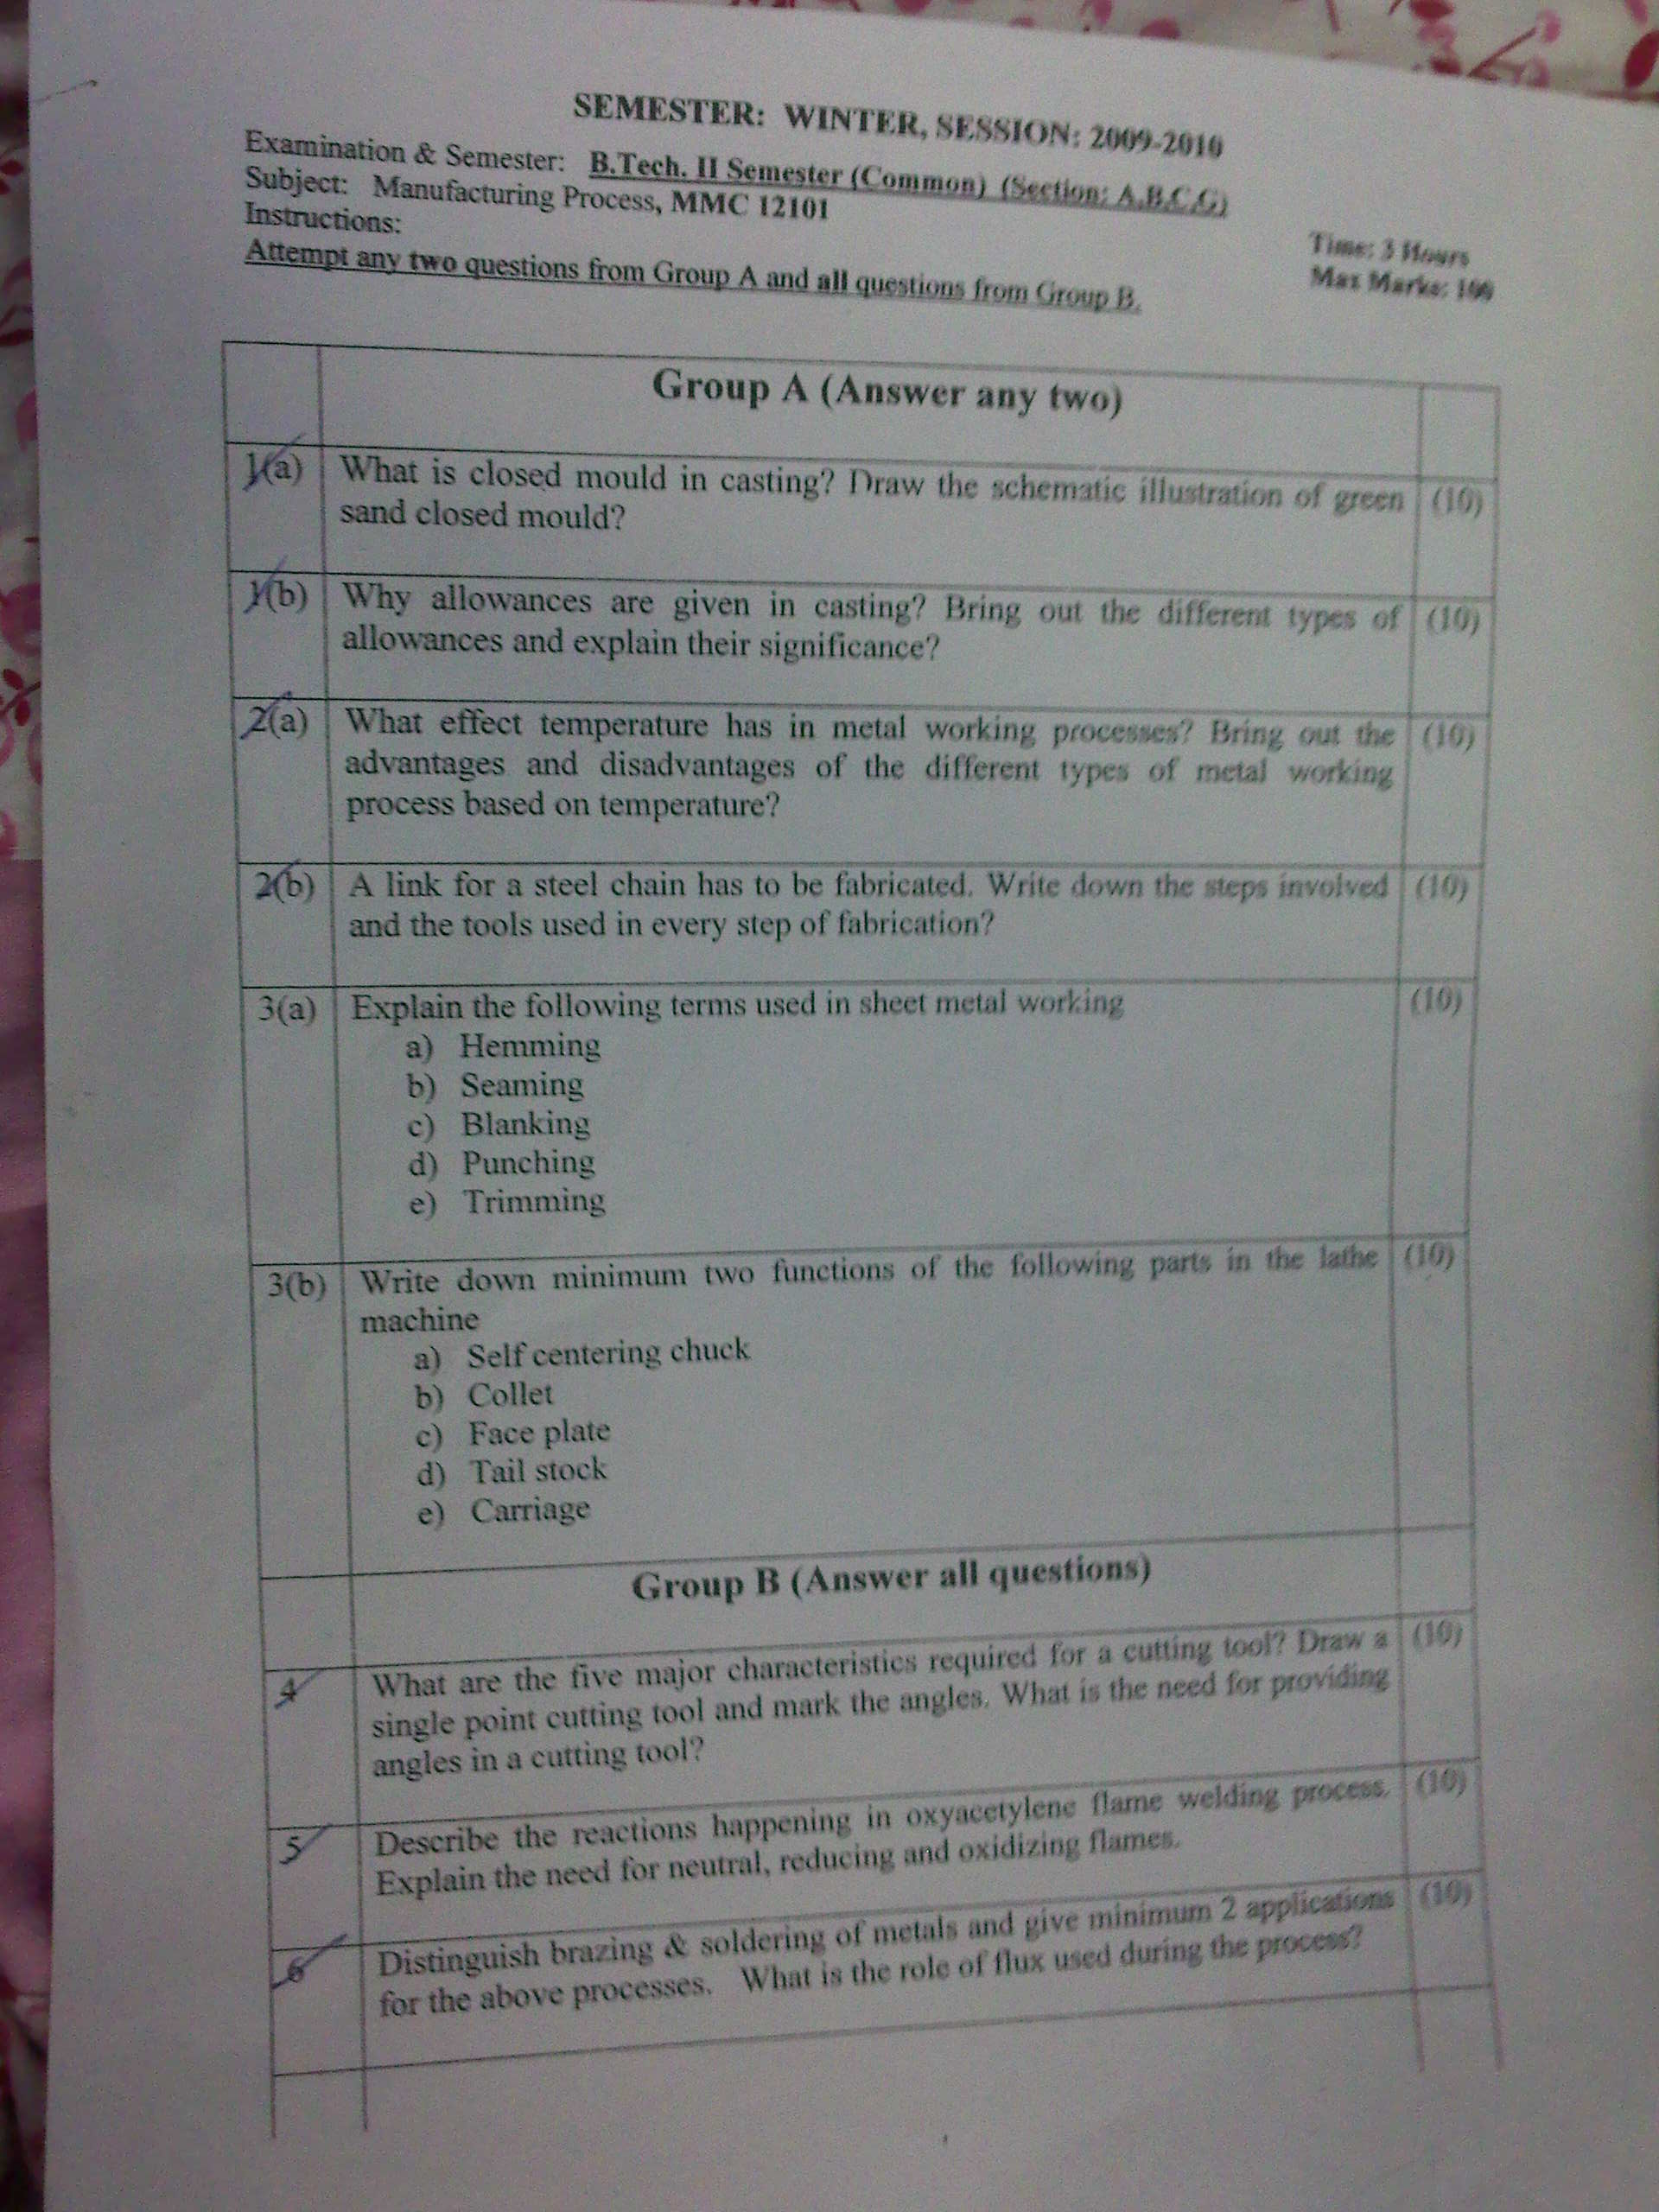 SEMESTER: WINTER, SESSION: 2009-2010
Examination & Semester: B.Tech. II Semester (Common) (Section: A,B,C,G)
Subject: Manufacturing Process, MMC 12101
Instructions:
Time: 3 Hours
Attempt any two questions from Group A and all questions from Group B.
Max Marks: 100
Group A (Answer any two)
1(a) What is closed mould in casting? Draw the schematic illustration of green (10)
sand closed mould?
1(b) Why allowances are given in casting? Bring out the different types of (10)
allowances and explain their significance?
2(a) What effect temperature has in metal working processes? Bring out the (10)
advantages and disadvantages of the different types of metal working
process based on temperature?
2(b) A link for a steel chain has to be fabricated. Write down the steps involved (10)
and the tools used in every step of fabrication?
3(a) Explain the following terms used in sheet metal working (10)
a) Hemming
b) Seaming
c) Blanking
d) Punching
e) Trimming
3(b) Write down minimum two functions of the following parts in the lathe (10)
machine
a) Self centering chuck
b) Collet
c) Face plate
d) Tail stock
e) Carriage
Group B (Answer all questions)
4 What are the five major characteristics required for a cutting tool? Draw a (10)
single point cutting tool and mark the angles. What is the need for providing
angles in a cutting tool?
5 Describe the reactions happening in oxyacetylene flame welding process. (10)
Explain the need for neutral, reducing and oxidizing flames.
6 Distinguish brazing & soldering of metals and give minimum 2 applications (10)
for the above processes. What is the role of flux used during the process?